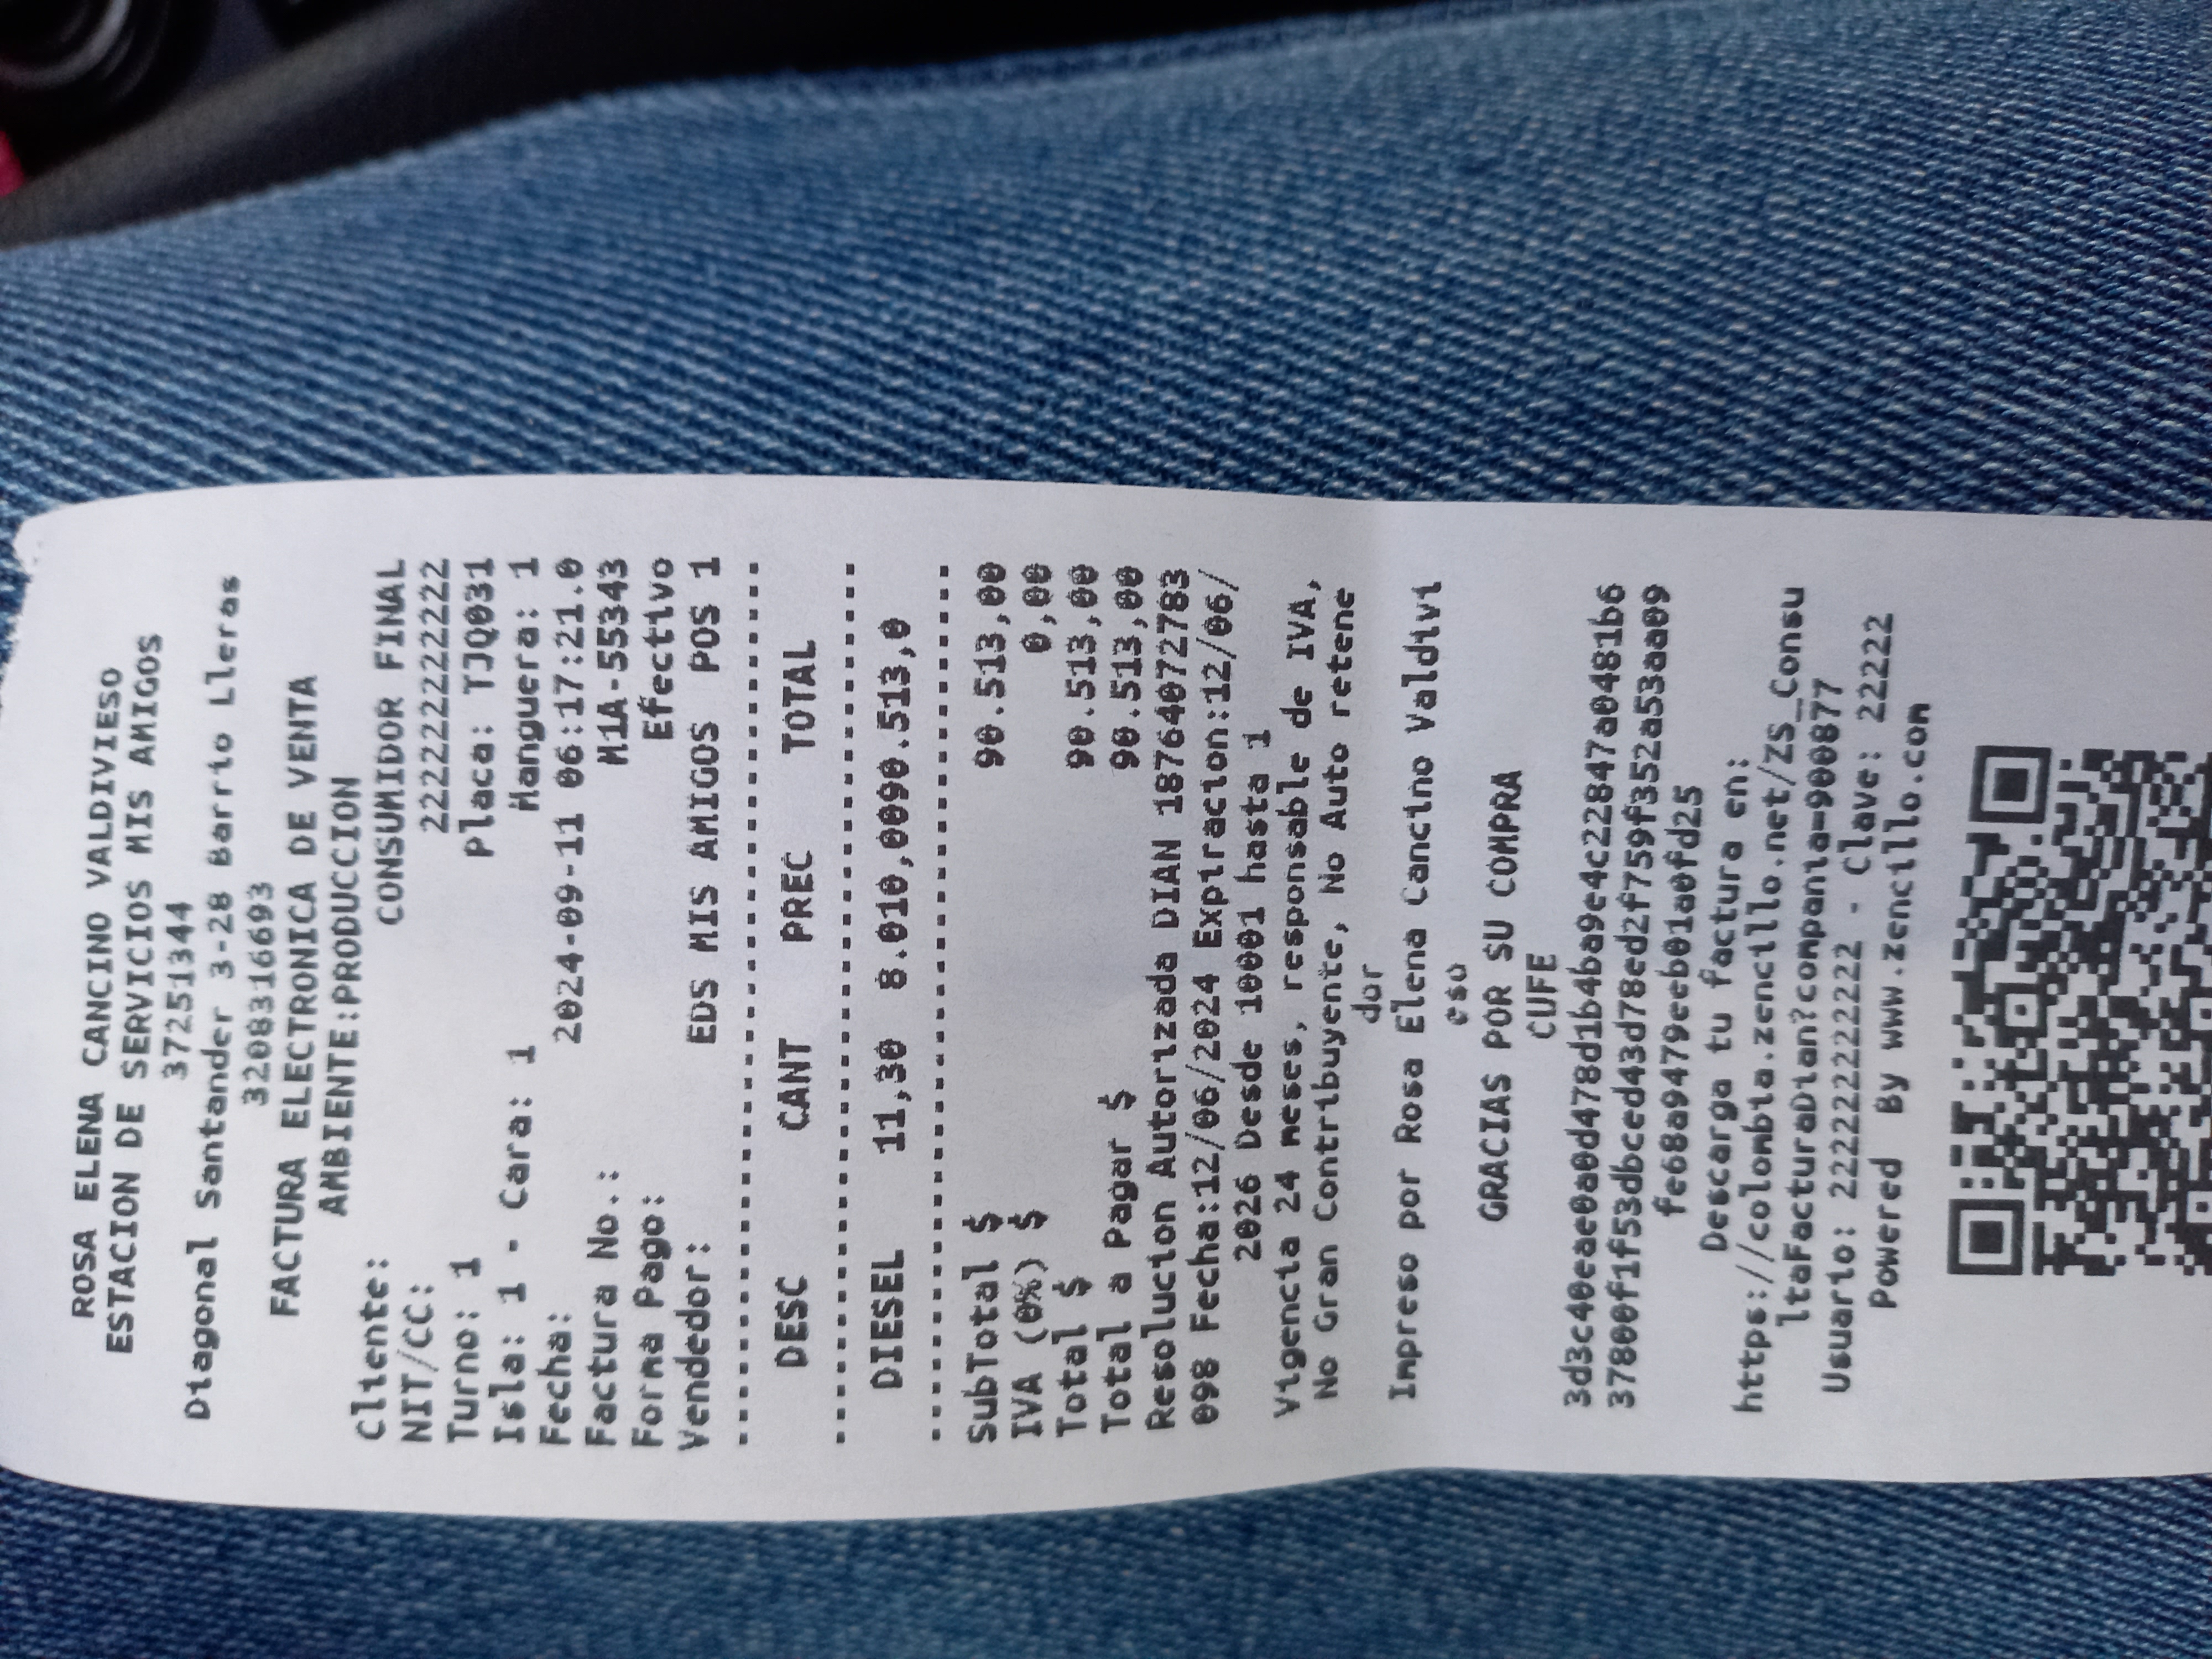 ROSA ELENA CANCINO VALDIVIESO
ESTACION DE SERVICIOS MIS AMIGOS
37251344
Diagonal Santander 3-28 Barrio Lleras
3208316693
FACTURA ELECTRONICA DE VENTA
AMBIENTE:PRODUCCION
Cliente: CONSUMIDOR FINAL
NIT/CC: 222222222222
Turno: 1 Placa: TJQ031
Isla: 1 - Cara: 1 Manguera: 1
Fecha: 2024-09-11 06:17:21.0
Factura No.: M1A-55343
Forma Pago: Efectivo
Vendedor: EDS MIS AMIGOS POS 1
DESC CANT PREC TOTAL
DIESEL 11,30 8.010,0090.513,0
SubTotal $ 90.513,00
IVA (0%) $ 0,00
Total $ 90.513,00
Total a Pagar $ 90.513,00
Resolucion Autorizada DIAN 18764072783
098 Fecha:12/06/2024 Expiracion:12/06/
2026 Desde 10001 hasta 1
Vigencia 24 meses, responsable de IVA,
No Gran Contribuyente, No Auto retene
dor
Impreso por Rosa Elena Cancino Valdivi
eso
GRACIAS POR SU COMPRA
CUFE
3d3c40eae0a0d478d1b4ba9e4c22847a0481b6
37800f1f53dbced43d78ed2f759f352a53aa09
fe68a9479eeb01a0fd25
Descarga tu factura en:
https://colombia.zencillo.net/ZS_Consu
ltaFacturaDian?compania=900877
Usuario: 222222222222 - Clave: 22222
Powered By www.zencillo.com